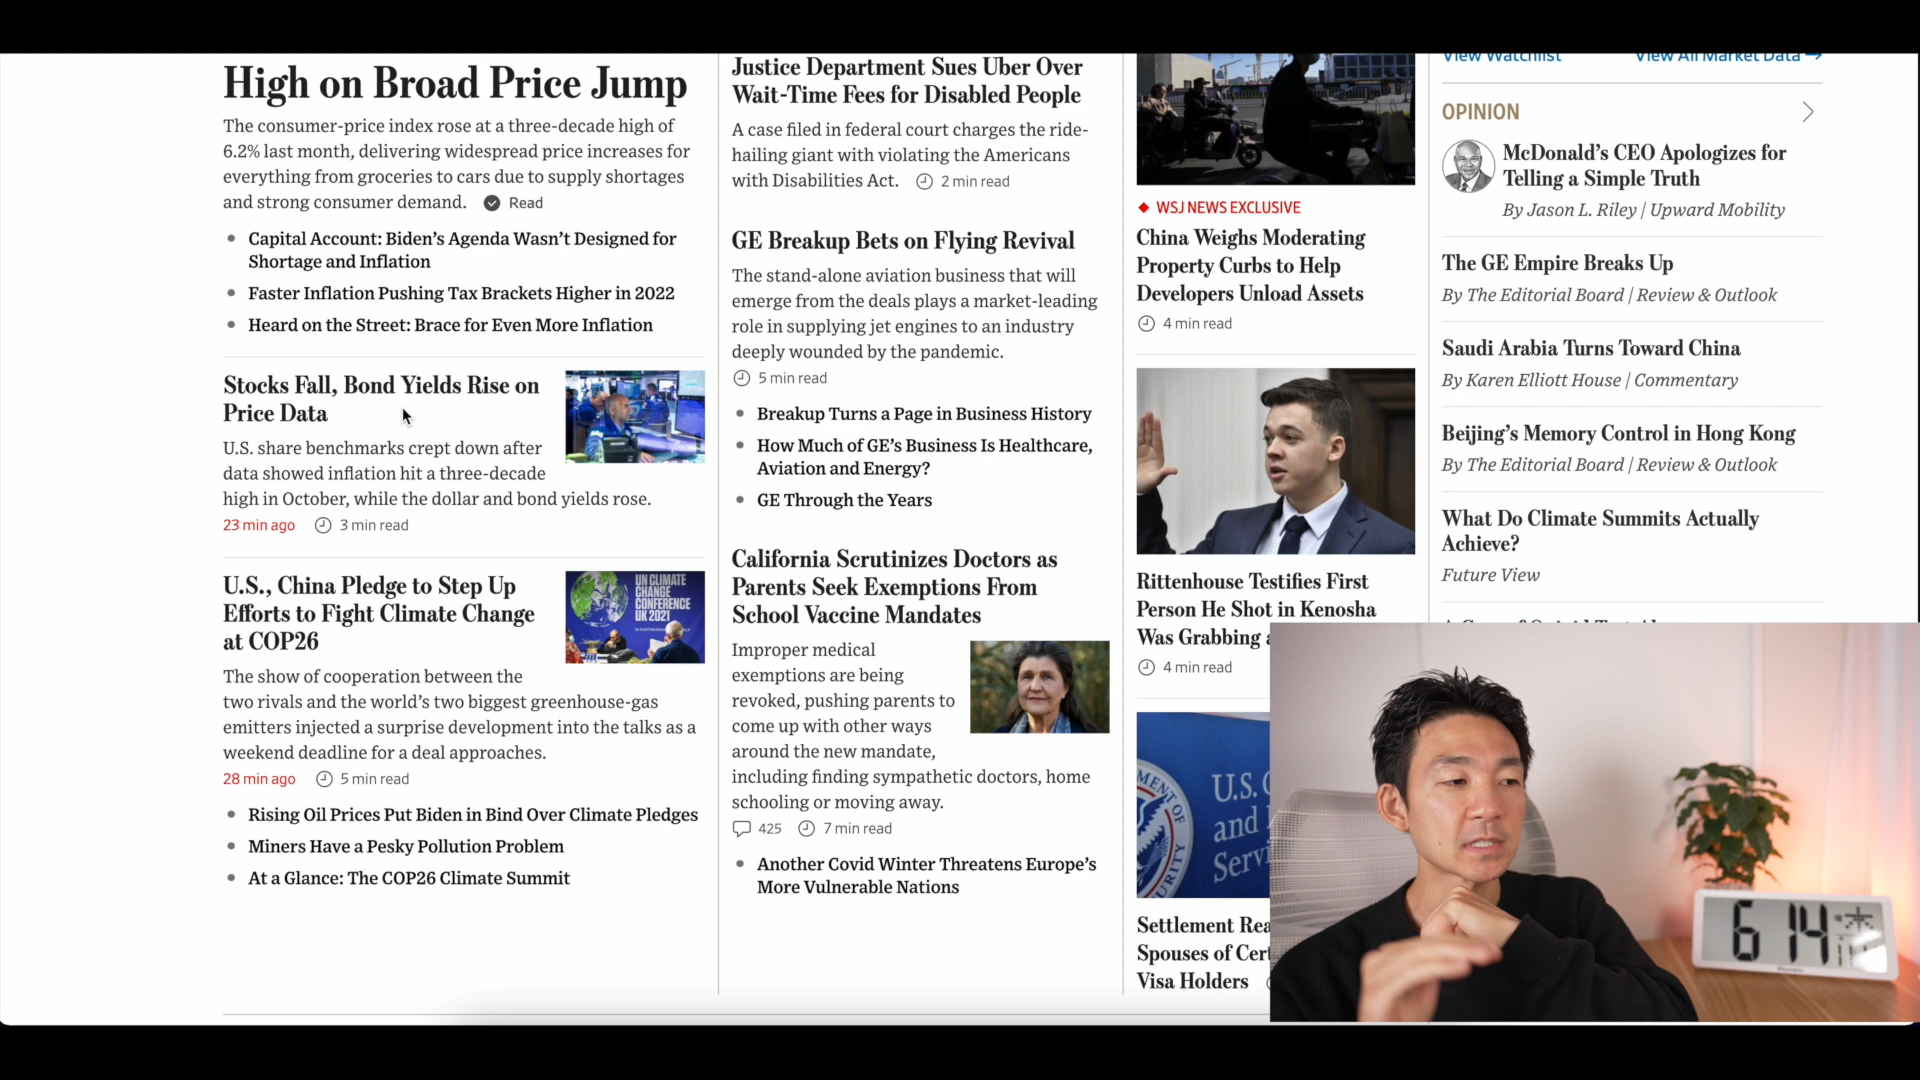 High on Broad Price Jump
The consumer-price index rose at a three-decade high of
6.2% last month, delivering widespread price increases for
everything from groceries to cars due to supply shortages
and strong consumer demand. Read
• Capital Account: Biden's Agenda Wasn't Designed for
Shortage and Inflation
• Faster Inflation Pushing Tax Brackets Higher in 2022
• Heard on the Street: Brace for Even More Inflation
Stocks Fall, Bond Yields Rise on
Price Data
U.S. share benchmarks crept down after
data showed inflation hit a three-decade
high in October, while the dollar and bond yields rose.
23 min ago 3 min read
U.S., China Pledge to Step Up
Efforts to Fight Climate Change
at COP26
UN CLIMATE
CHANGE
CONFERENCE
UK 2021
The show of cooperation between the
two rivals and the world's two biggest greenhouse-gas
emitters injected a surprise development into the talks as a
weekend deadline for a deal approaches.
28 min ago 5 min read
• Rising Oil Prices Put Biden in Bind Over Climate Pledges
• Miners Have a Pesky Pollution Problem
• At a Glance: The COP26 Climate Summit
Justice Department Sues Uber Over
Wait-Time Fees for Disabled People
A case filed in federal court charges the ride-
hailing giant with violating the Americans
with Disabilities Act. 2 min read
GE Breakup Bets on Flying Revival
The stand-alone aviation business that will
emerge from the deals plays a market-leading
role in supplying jet engines to an industry
deeply wounded by the pandemic.
5 min read
• Breakup Turns a Page in Business History
• How Much of GE's Business Is Healthcare,
Aviation and Energy?
• GE Through the Years
California Scrutinizes Doctors as
Parents Seek Exemptions From
School Vaccine Mandates
Improper medical
exemptions are being
revoked, pushing parents to
come up with other ways
around the new mandate,
including finding sympathetic doctors, home
schooling or moving away.
425 7 min read
• Another Covid Winter Threatens Europe's
More Vulnerable Nations
WSJ NEWS EXCLUSIVE
China Weighs Moderating
Property Curbs to Help
Developers Unload Assets
4 min read
Rittenhouse Testifies First
Person He Shot in Kenosha
Was Grabbing
4 min read
U.S.
and
Servi
Settlement Rea
Spouses of Cert
Visa Holders
View Watchlist View All Market Data →
OPINION
McDonald's CEO Apologizes for
Telling a Simple Truth
By Jason L. Riley | Upward Mobility
The GE Empire Breaks Up
By The Editorial Board | Review & Outlook
Saudi Arabia Turns Toward China
By Karen Elliott House | Commentary
Beijing's Memory Control in Hong Kong
By The Editorial Board | Review & Outlook
What Do Climate Summits Actually
Achieve?
Future View
6 14